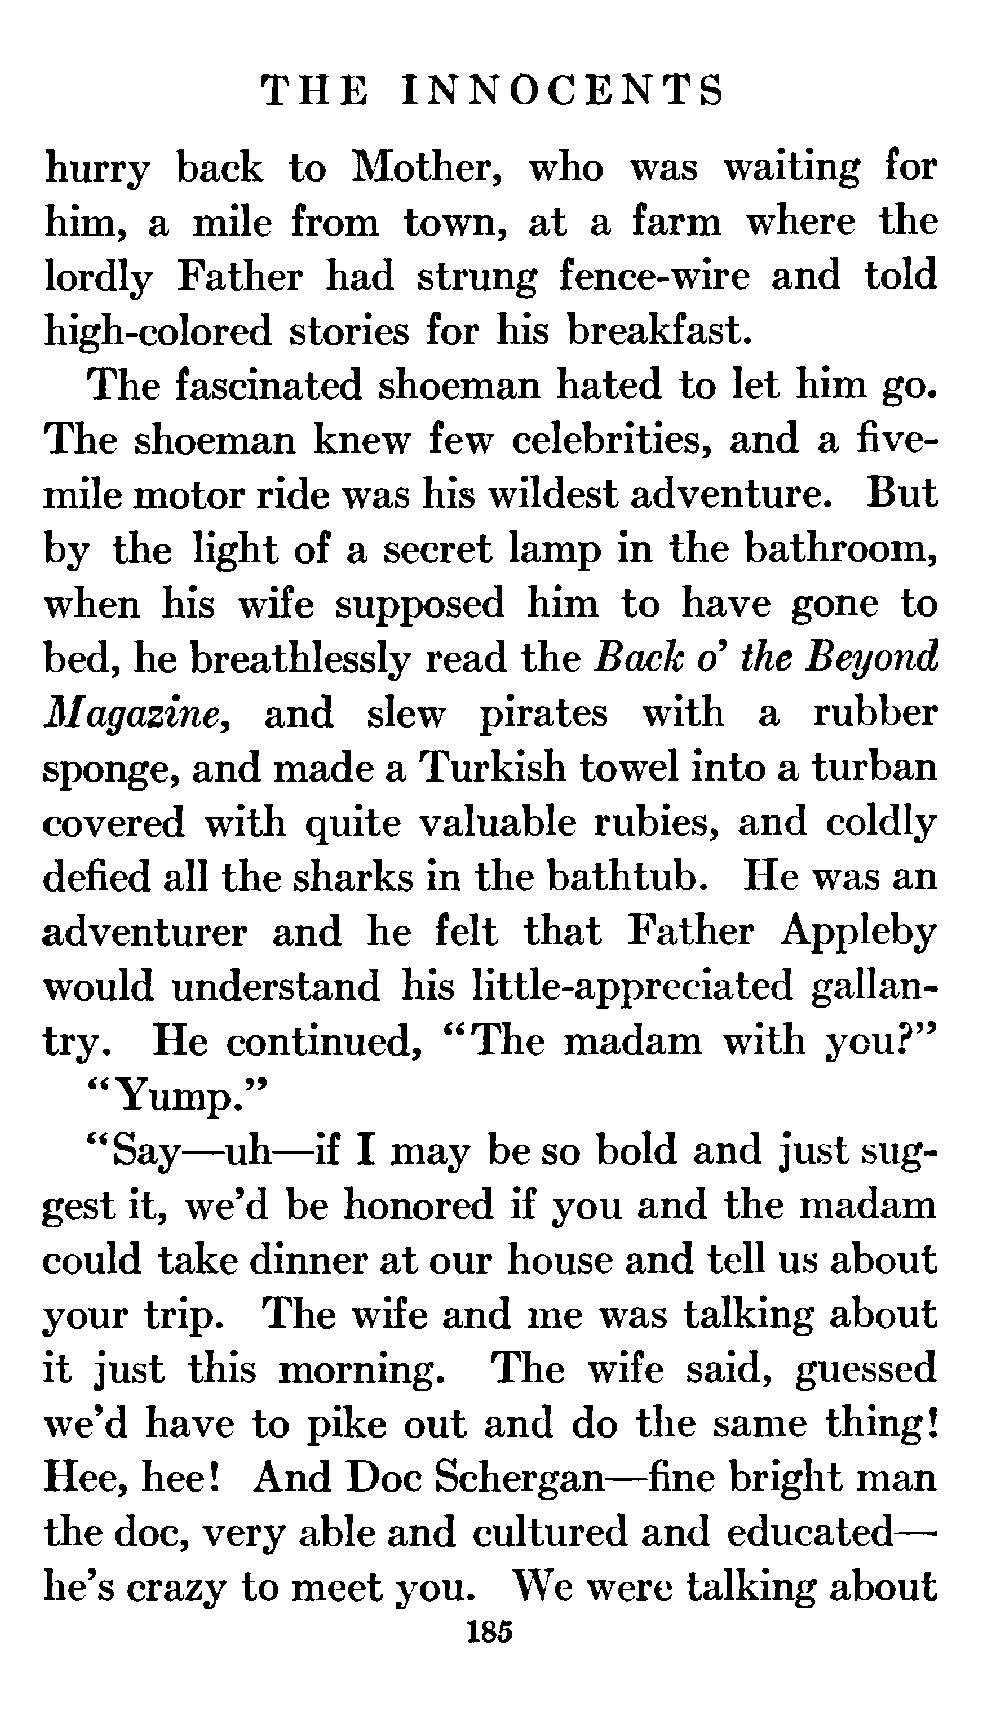 THE INNOCENTS
hurry back to Mother, who was waiting for
him, a mile from town, at a farm where the
lordly Father had strung fence-wire and told
high-colored stories for his breakfast.
The fascinated shoeman hated to let him go.
The shoeman knew few celebrities, and a five-
mile motor ride was his wildest adventure. But
by the light of a secret lamp in the bathroom,
when his wife supposed him to have gone to
bed, he breathlessly read the Back o' the Beyond
Magazine, and slew pirates with a rubber
sponge, and made a Turkish towel into a turban
covered with quite valuable rubies, and coldly
defied all the sharks in the bathtub. He was an
adventurer and he felt that Father Appleby
would understand his little-appreciated gallan-
try. He continued, "The madam with you?"
"Yump."
"Say—uh—if I may be so bold and just sug-
gest it, we'd be honored if you and the madam
could take dinner at our house and tell us about
your trip. The wife and me was talking about
it just this morning. The wife said, guessed
we'd have to pike out and do the same thing!
Hee, hee! And Doc Schergan—fine bright man
the doc, very able and cultured and educated—
he's crazy to meet you. We were talking about
185